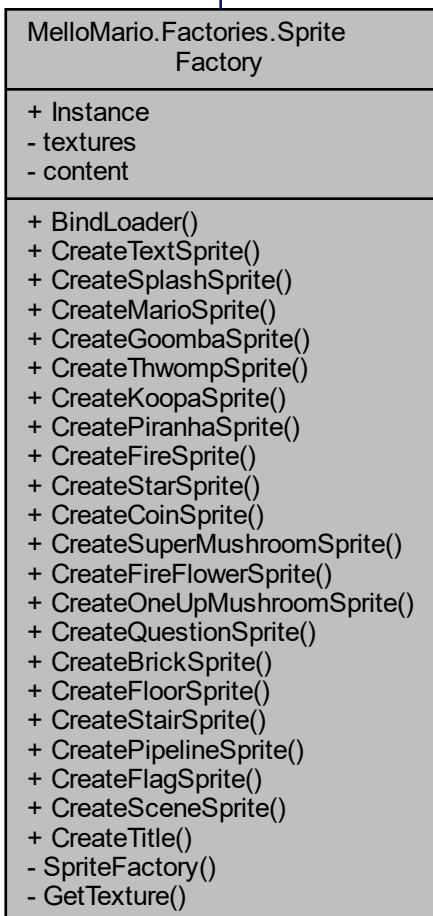 MelloMario.Factories.Sprite
Factory
+ Instance
- textures
- content
+ BindLoader()
+ CreateTextSprite()
+ CreateSplashSprite()
+ CreateMarioSprite()
+ CreateGoombaSprite()
+ CreateThwompSprite()
+ CreateKoopaSprite()
+ CreatePiranhaSprite()
+ CreateFireSprite()
+ CreateStarSprite()
+ CreateCoinSprite()
+ CreateSuperMushroomSprite()
+ CreateFireFlowerSprite()
+ CreateOneUpMushroomSprite()
+ CreateQuestionSprite()
+ CreateBrickSprite()
+ CreateFloorSprite()
+ CreateStairSprite()
+ CreatePipelineSprite()
+ CreateFlagSprite()
+ CreateSceneSprite()
+ CreateTitle()
- SpriteFactory()
- GetTexture()